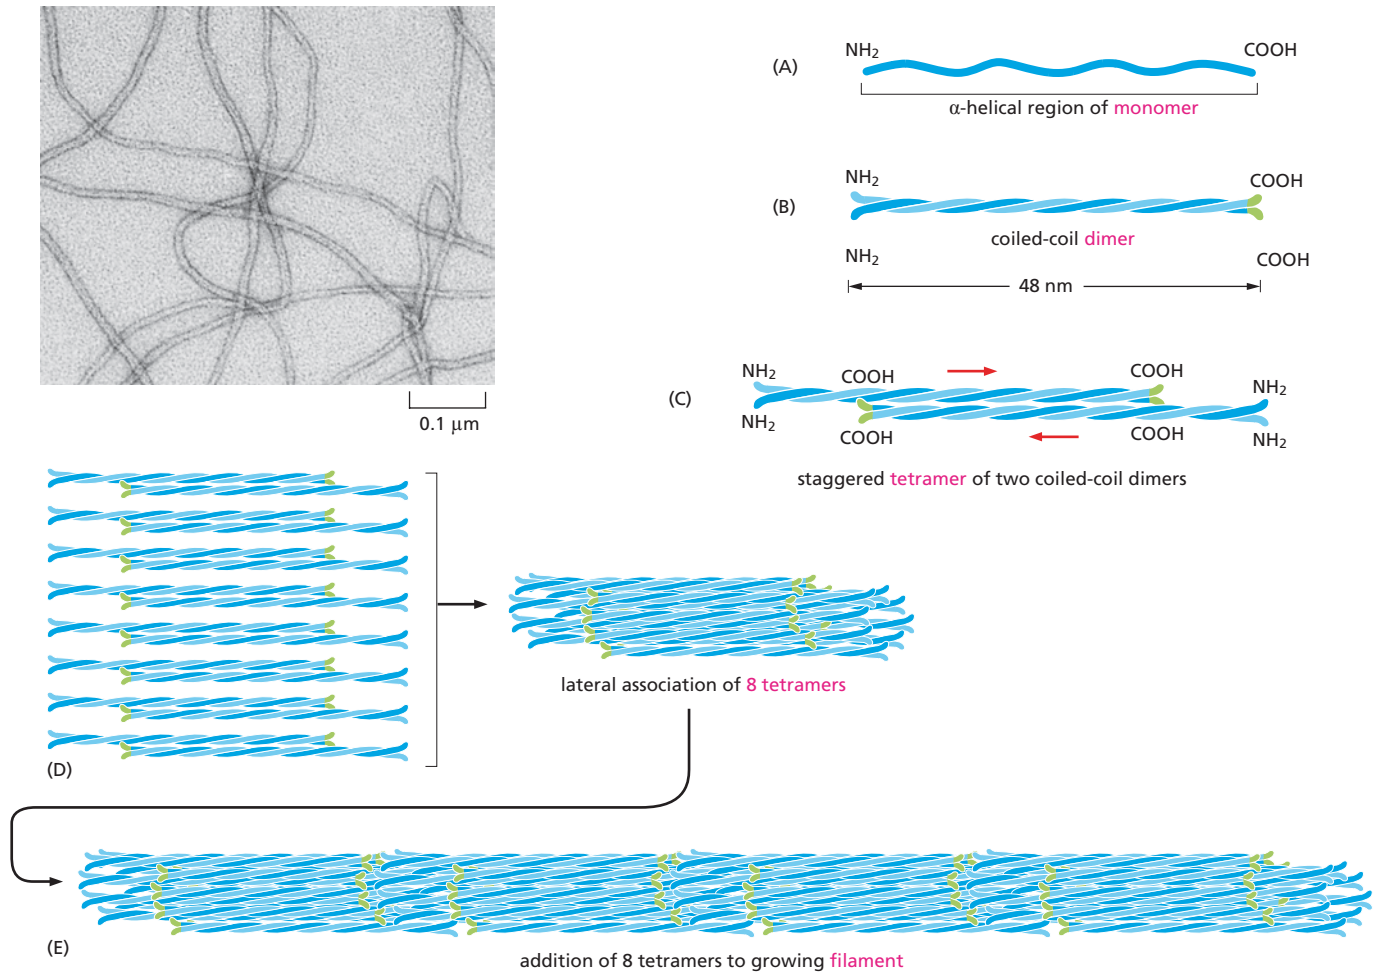 0.1 μm
(A)
NH2
COOH
α-helical region of monomer
(B)
NH2
COOH
coiled-coil dimer
NH2
COOH
48 nm
(C)
NH2
COOH
COOH
NH2
NH2
COOH
COOH
NH2
staggered tetramer of two coiled-coil dimers
(D)
lateral association of 8 tetramers
(E)
addition of 8 tetramers to growing filament